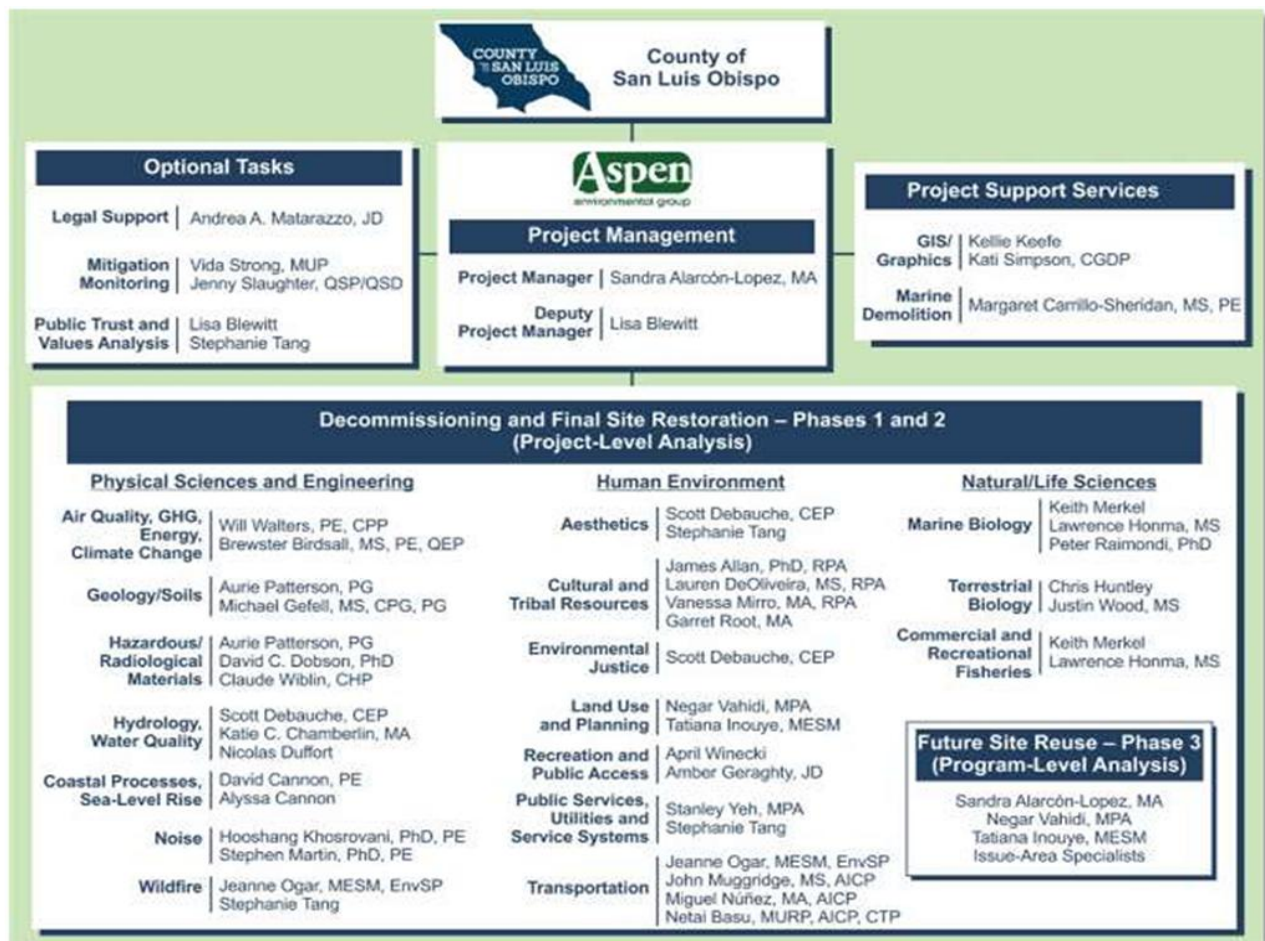 COUNTY
OF SAN LUIS
OBISPO
County of
San Luis Obispo
Optional Tasks
Legal Support
Andrea A. Matarazzo, JD
Mitigation
Monitoring
Vida Strong, MUP
Jenny Slaughter, QSP/QSD
Public Trust and
Values Analysis
Lisa Blewitt
Stephanie Tang
Aspen
environmental group
Project Management
Project Manager
Sandra Alarcón-Lopez, MA
Deputy
Project Manager
Lisa Blewitt
Project Support Services
GIS/
Graphics
Kellie Keefe
Kati Simpson, CGDP
Marine
Demolition
Margaret Carrillo-Sheridan, MS, PE
Decommissioning and Final Site Restoration – Phases 1 and 2
(Project-Level Analysis)
Physical Sciences and Engineering
Air Quality, GHG,
Energy,
Climate Change
Will Walters, PE, CPP
Brewster Birdsall, MS, PE, QEP
Geology/Soils
Aurie Patterson, PG
Michael Gefell, MS, CPG, PG
Hazardous/
Radiological
Materials
Aurie Patterson, PG
David C. Dobson, PhD
Claude Wiblin, CHP
Hydrology,
Water Quality
Scott Debauche, CEP
Katie C. Chamberlin, MA
Nicolas Duffort
Coastal Processes,
Sea-Level Rise
David Cannon, PE
Alyssa Cannon
Noise
Hooshang Khosrovani, PhD, PE
Stephen Martin, PhD, PE
Wildfire
Jeanne Ogar, MESM, EnvSP
Stephanie Tang
Human Environment
Aesthetics
Scott Debauche, CEP
Stephanie Tang
Cultural and
Tribal Resources
James Allan, PhD, RPA
Lauren DeOliveira, MS, RPA
Vanessa Mirro, MA, RPA
Garret Root, MA
Environmental
Justice
Scott Debauche, CEP
Land Use
and Planning
Negar Vahidi, MPA
Tatiana Inouye, MESM
Recreation and
Public Access
April Winecki
Amber Geraghty, JD
Public Services,
Utilities and
Service Systems
Stanley Yeh, MPA
Stephanie Tang
Transportation
Jeanne Ogar, MESM, EnvSP
John Muggridge, MS, AICP
Miguel Núñez, MA, AICP
Netai Basu, MURP, AICP, CTP
Natural/Life Sciences
Marine Biology
Keith Merkel
Lawrence Honma, MS
Peter Raimondi, PhD
Terrestrial
Biology
Chris Huntley
Justin Wood, MS
Commercial and
Recreational
Fisheries
Keith Merkel
Lawrence Honma, MS
Future Site Reuse – Phase 3
(Program-Level Analysis)
Sandra Alarcón-Lopez, MA
Negar Vahidi, MPA
Tatiana Inouye, MESM
Issue-Area Specialists